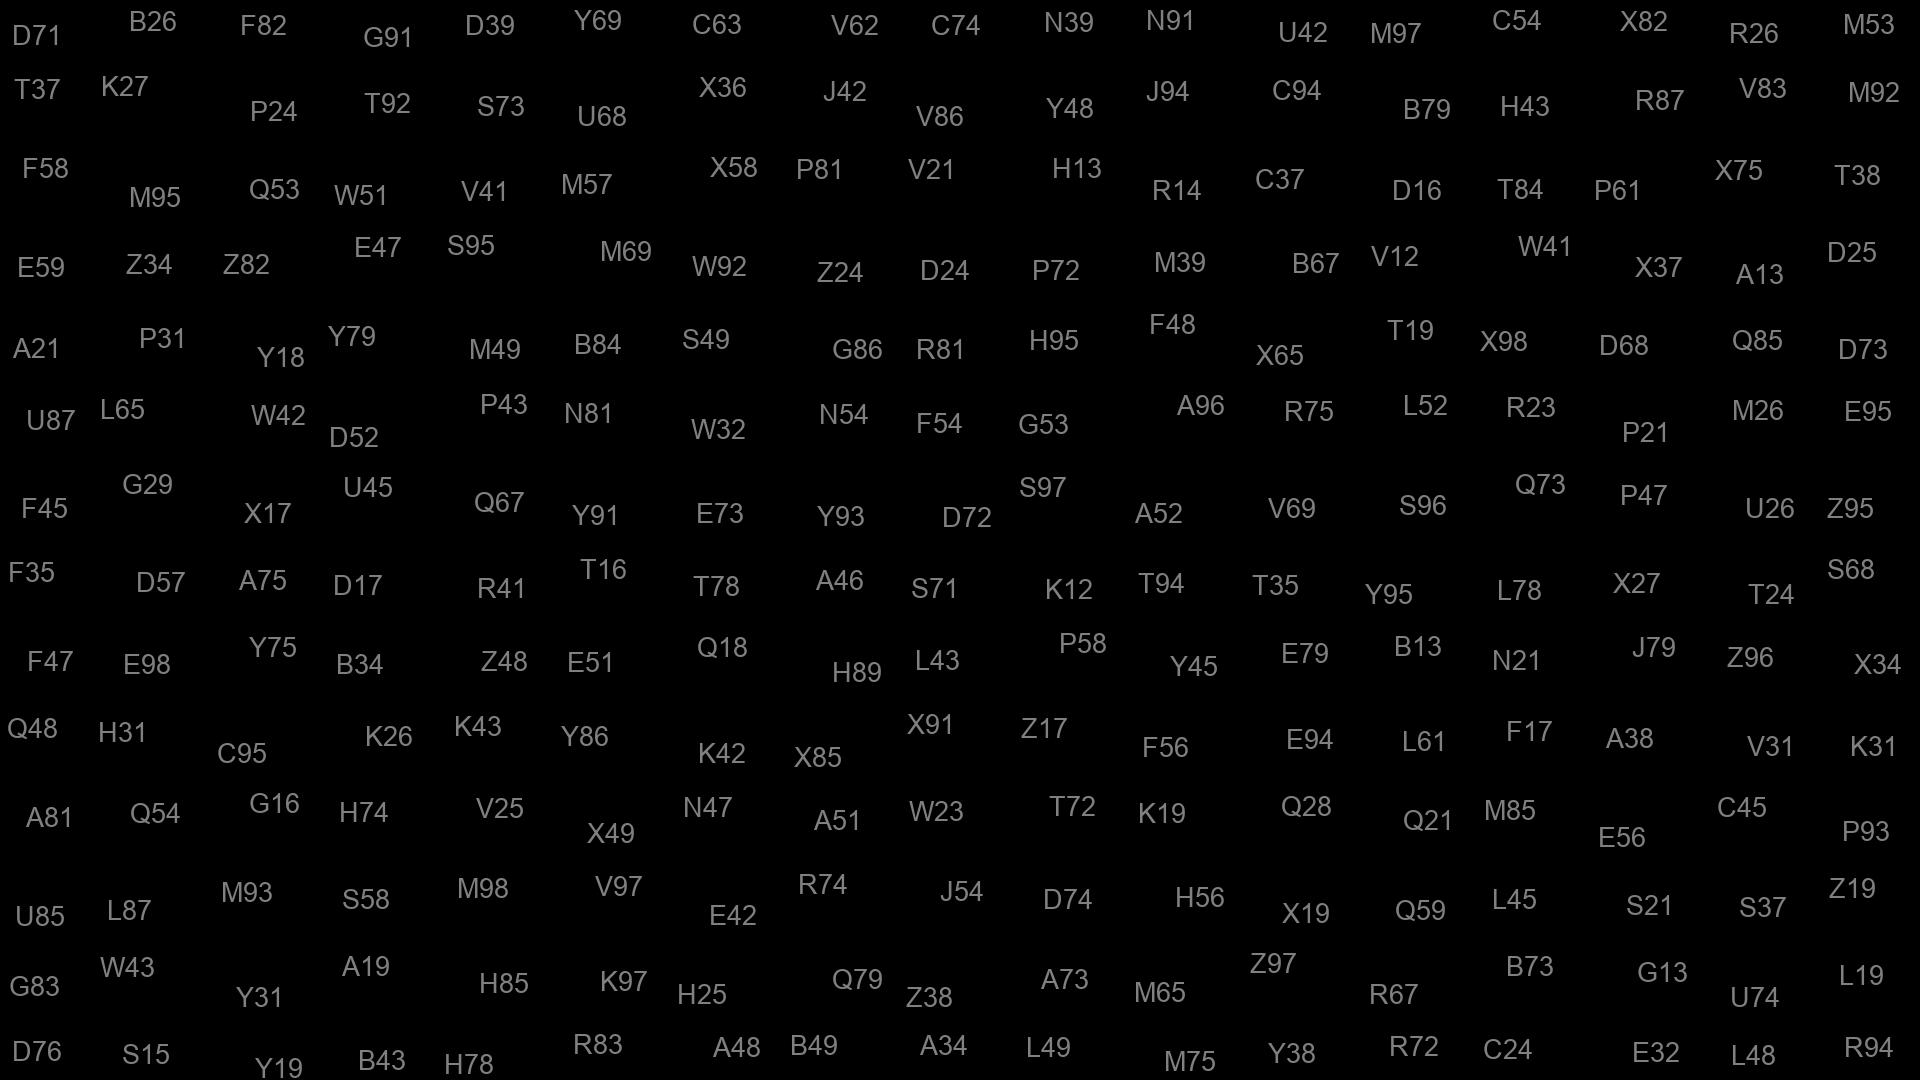 D71 B26 F82 G91 D39 Y69 C63 V62 C74 N39 N91 U42 M97 C54 X82 R26 M53
T37 K27 P24 T92 S73 U68 X36 J42 V86 Y48 J94 C94 B79 H43 R87 V83 M92
F58 M95 Q53 W51 V41 M57 X58 P81 V21 H13 R14 C37 D16 T84 P61 X75 T38
E59 Z34 Z82 E47 S95 M69 W92 Z24 D24 P72 M39 B67 V12 W41 X37 A13 D25
A21 P31 Y18 Y79 M49 B84 S49 G86 R81 H95 F48 X65 T19 X98 D68 Q85 D73
U87 L65 W42 D52 P43 N81 W32 N54 F54 G53 A96 R75 L52 R23 P21 M26 E95
F45 G29 X17 U45 Q67 Y91 E73 Y93 D72 S97 A52 V69 S96 Q73 P47 U26 Z95
F35 D57 A75 D17 R41 T16 T78 A46 S71 K12 T94 T35 Y95 L78 X27 T24 S68
F47 E98 Y75 B34 Z48 E51 Q18 H89 L43 P58 Y45 E79 B13 N21 J79 Z96 X34
Q48 H31 C95 K26 K43 Y86 K42 X85 X91 Z17 F56 E94 L61 F17 A38 V31 K31
A81 Q54 G16 H74 V25 X49 N47 A51 W23 T72 K19 Q28 Q21 M85 E56 C45 P93
U85 L87 M93 S58 M98 V97 E42 R74 J54 D74 H56 X19 Q59 L45 S21 S37 Z19
G83 W43 Y31 A19 H85 K97 H25 Q79 Z38 A73 M65 Z97 R67 B73 G13 U74 L19
D76 S15 Y19 B43 H78 R83 A48 B49 A34 L49 M75 Y38 R72 C24 E32 L48 R94